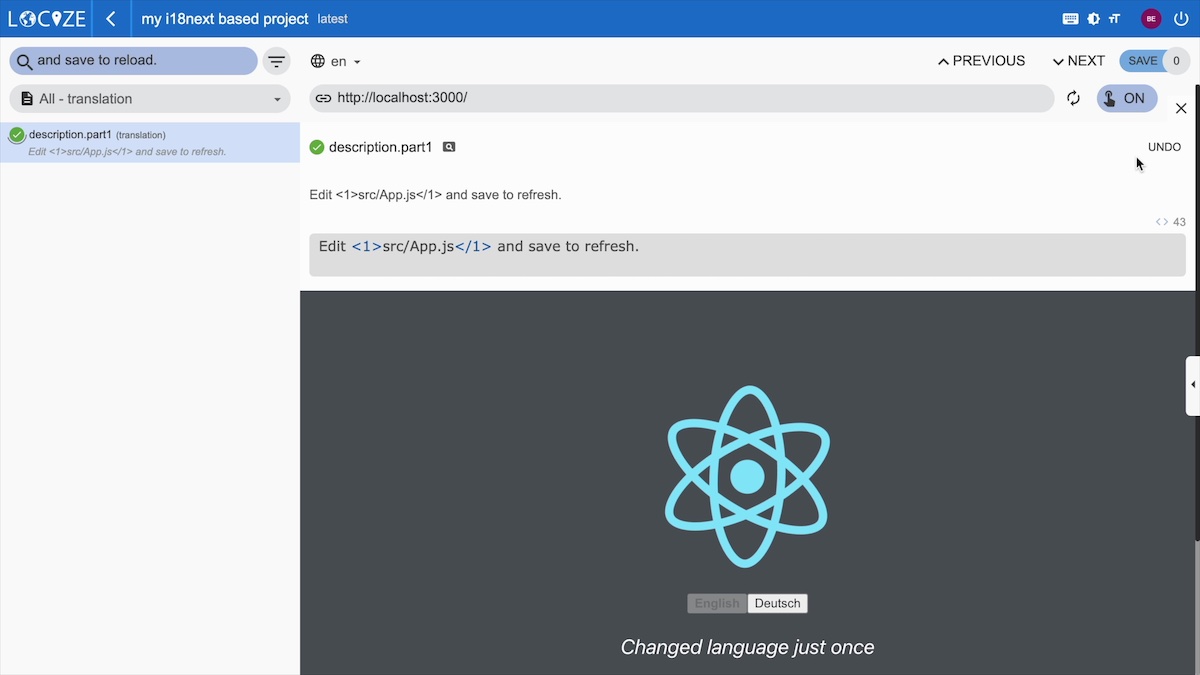 LOCIZE my i18next based project latest BE
and save to reload. en PREVIOUS NEXT SAVE 0
All - translation http://localhost:3000/ ON
description.part1 (translation)
Edit <1>src/App.js</1> and save to refresh.
description.part1 UNDO
Edit <1>src/App.js</1> and save to refresh.
<> 43
Edit <1>src/App.js</1> and save to refresh.
English Deutsch
Changed language just once